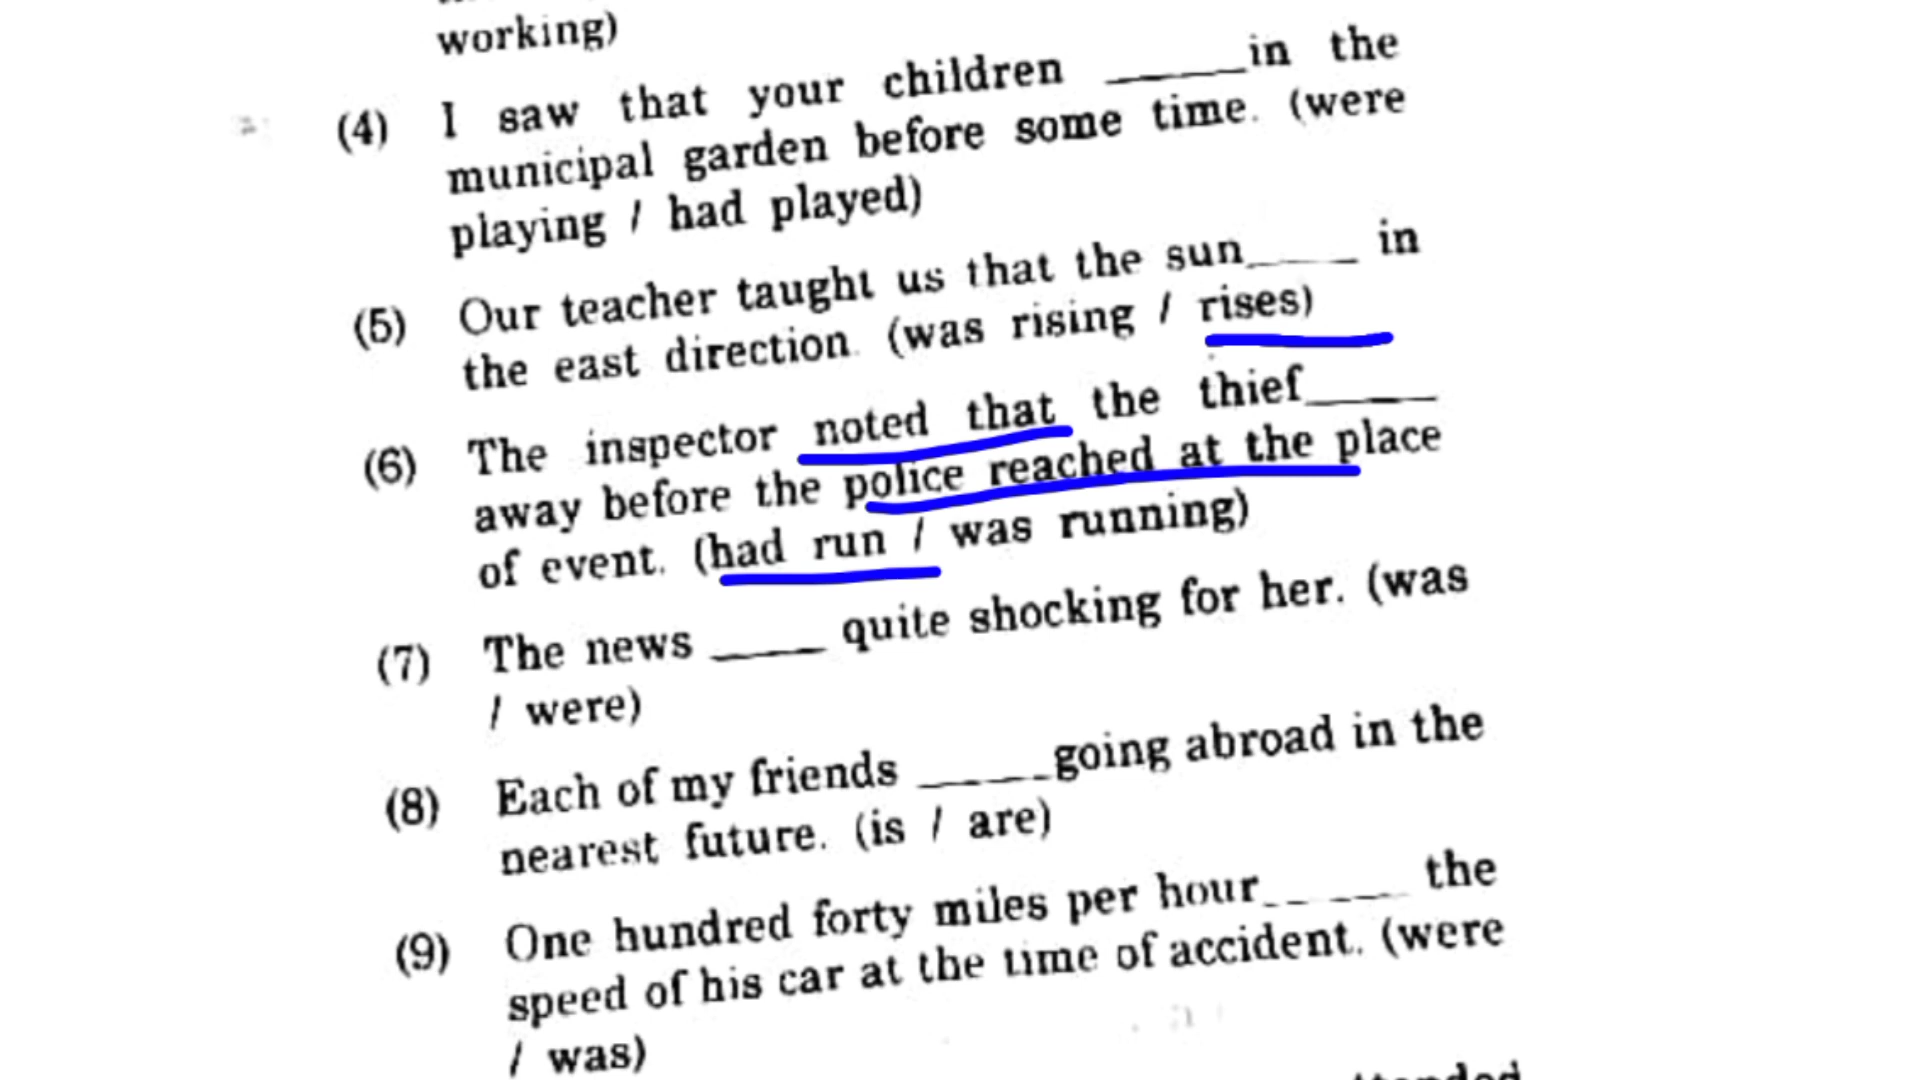 working)
(4) I saw that your children _____in the
municipal garden before some time. (were
playing / had played)
(5) Our teacher taught us that the sun____ in
the east direction. (was rising / rises)
(6) The inspector noted that the thief____
away before the police reached at the place
of event. (had run / was running)
(7) The news ____ quite shocking for her. (was
/ were)
(8) Each of my friends _____going abroad in the
nearest future. (is / are)
(9) One hundred forty miles per hour_____ the
speed of his car at the time of accident. (were
/ was)